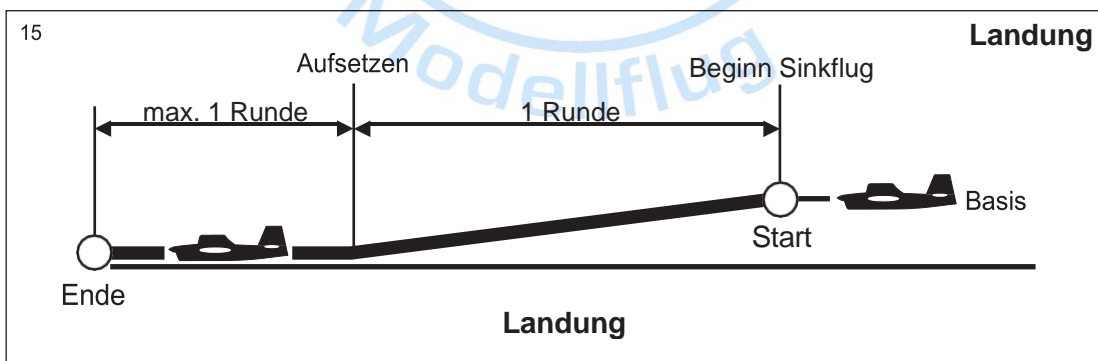 15
Landung
Modellflug
Aufsetzen
Beginn Sinkflug
max. 1 Runde
1 Runde
Basis
Start
Ende
Landung